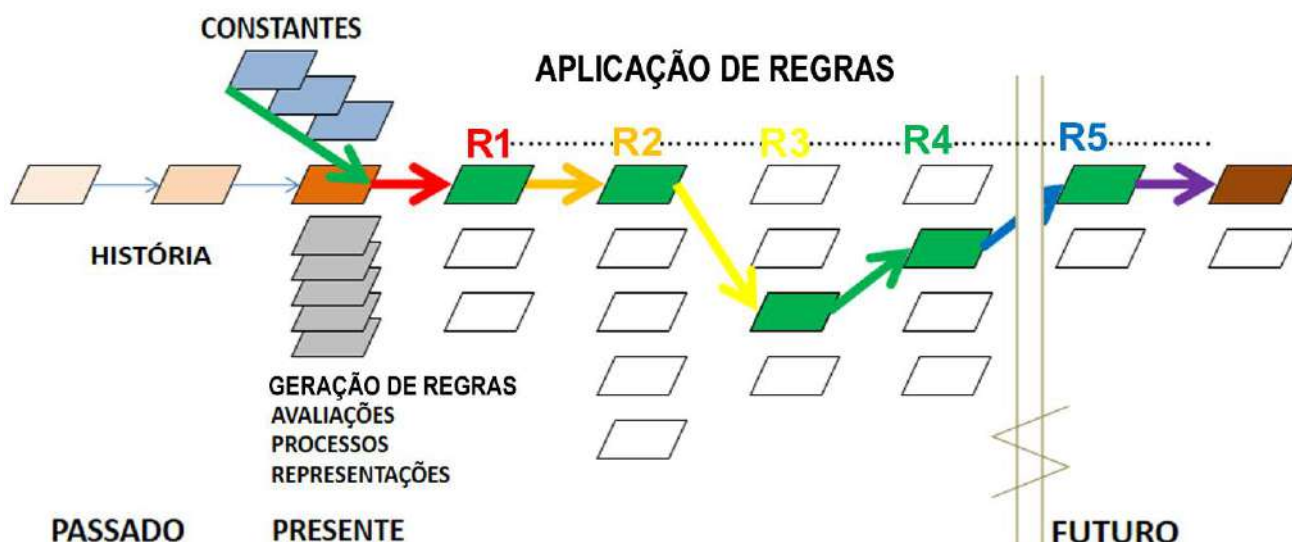 CONSTANTES
APLICAÇÃO DE REGRAS
R1 R2 R3 R4 R5
HISTÓRIA
GERAÇÃO DE REGRAS
AVALIAÇÕES
PROCESSOS
REPRESENTAÇÕES
PASSADO PRESENTE FUTURO